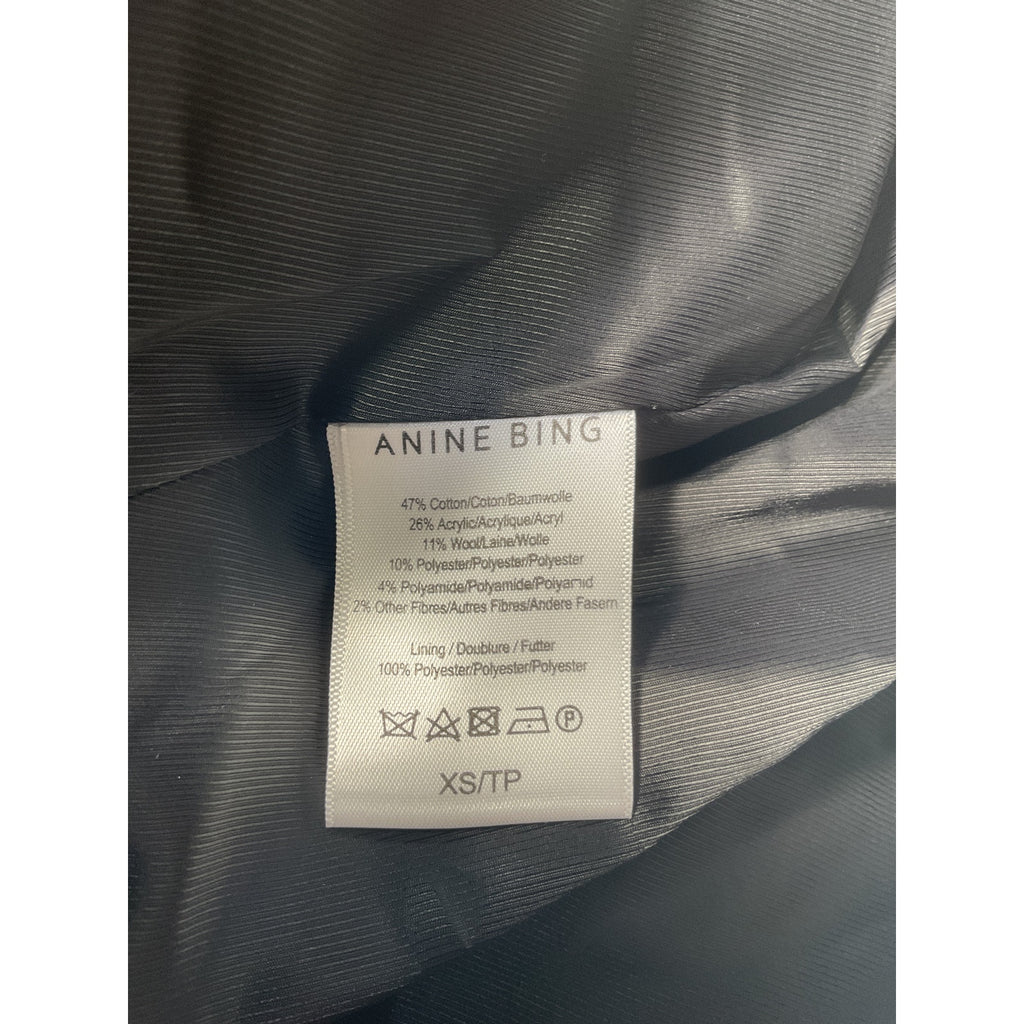 ANINE BING
47% Cotton/Coton/Baumwolle
26% Acrylic/Acrylique/Acryl
11% Wool/Laine/Wolle
10% Polyester/Polyester/Polyester
4% Polyamide/Polyamide/Polyamid
2% Other Fibres/Autres Fibres/Andere Fasern
Lining / Doublure / Futter
100% Polyester/Polyester/Polyester
P
XS/TP